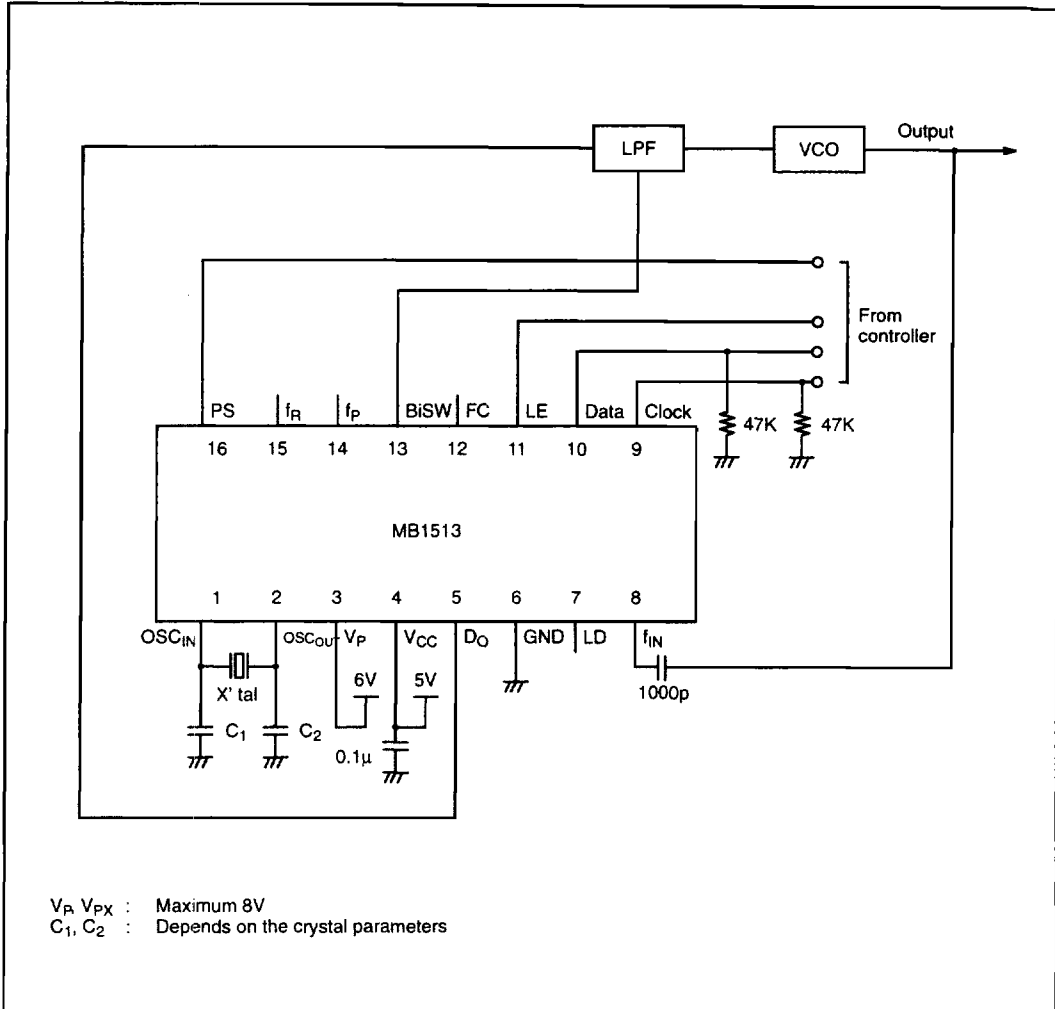 LPF
VCO
Output
From
controller
PS
fR
fP
BiSW
FC
LE
Data
Clock
16
15
14
13
12
11
10
9
47K
47K
MB1513
1
2
3
4
5
6
7
8
OSCIN
OSCOU
VP
VCC
DO
GND
LD
fIN
X' tal
6V
5V
1000p
C1
C2
0.1µ
VP, VPX : Maximum 8V
C1, C2 : Depends on the crystal parameters